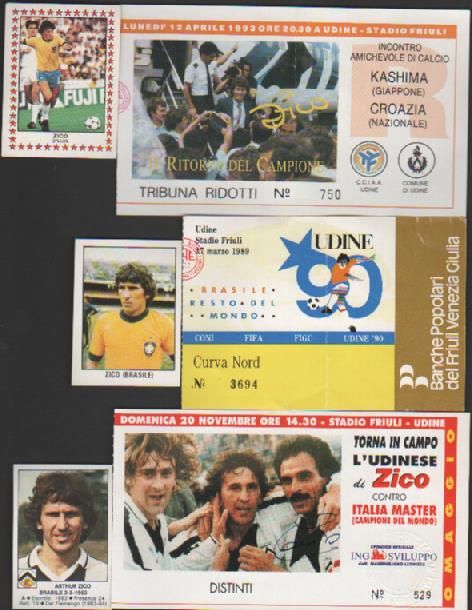 FUJI
ZICO
LUNEDI' 12 APRILE 1993 ORE 20.30 A UDINE - STADIO FRIULI
INCONTRO
AMICHEVOLE DI CALCIO
KASHIMA
(GIAPPONE)
CROAZIA
(NAZIONALE)
Zico
IL RITORNO DEL CAMPIONE
TRIBUNA RIDOTTI Nº 750
C.C.I.A.A.
UDINE
COMUNE DI
UDINE
Udine
Stadio Friuli
27 marzo 1989
UDINE
90
BRASILE
RESTO DEL
MONDO
CONI FIFA FIGC UDINE '90
Curva Nord
Nº 3694
Banche Popolari
del Friuli Venezia Giulia
ZICO (BRASILE)
DOMENICA 20 NOVEMBRE ORE 14.30 - STADIO FRIULI - UDINE
TORNA IN CAMPO
L'UDINESE
di Zico
CONTRO
ITALIA MASTER
(CAMPIONE DEL MONDO)
SPONSOR UFFICIALE
ING SVILUPPO
DISTINTI
Nº 529
OMAGGIO
ARTHUR ZICO
BRASILE 3-3-1953